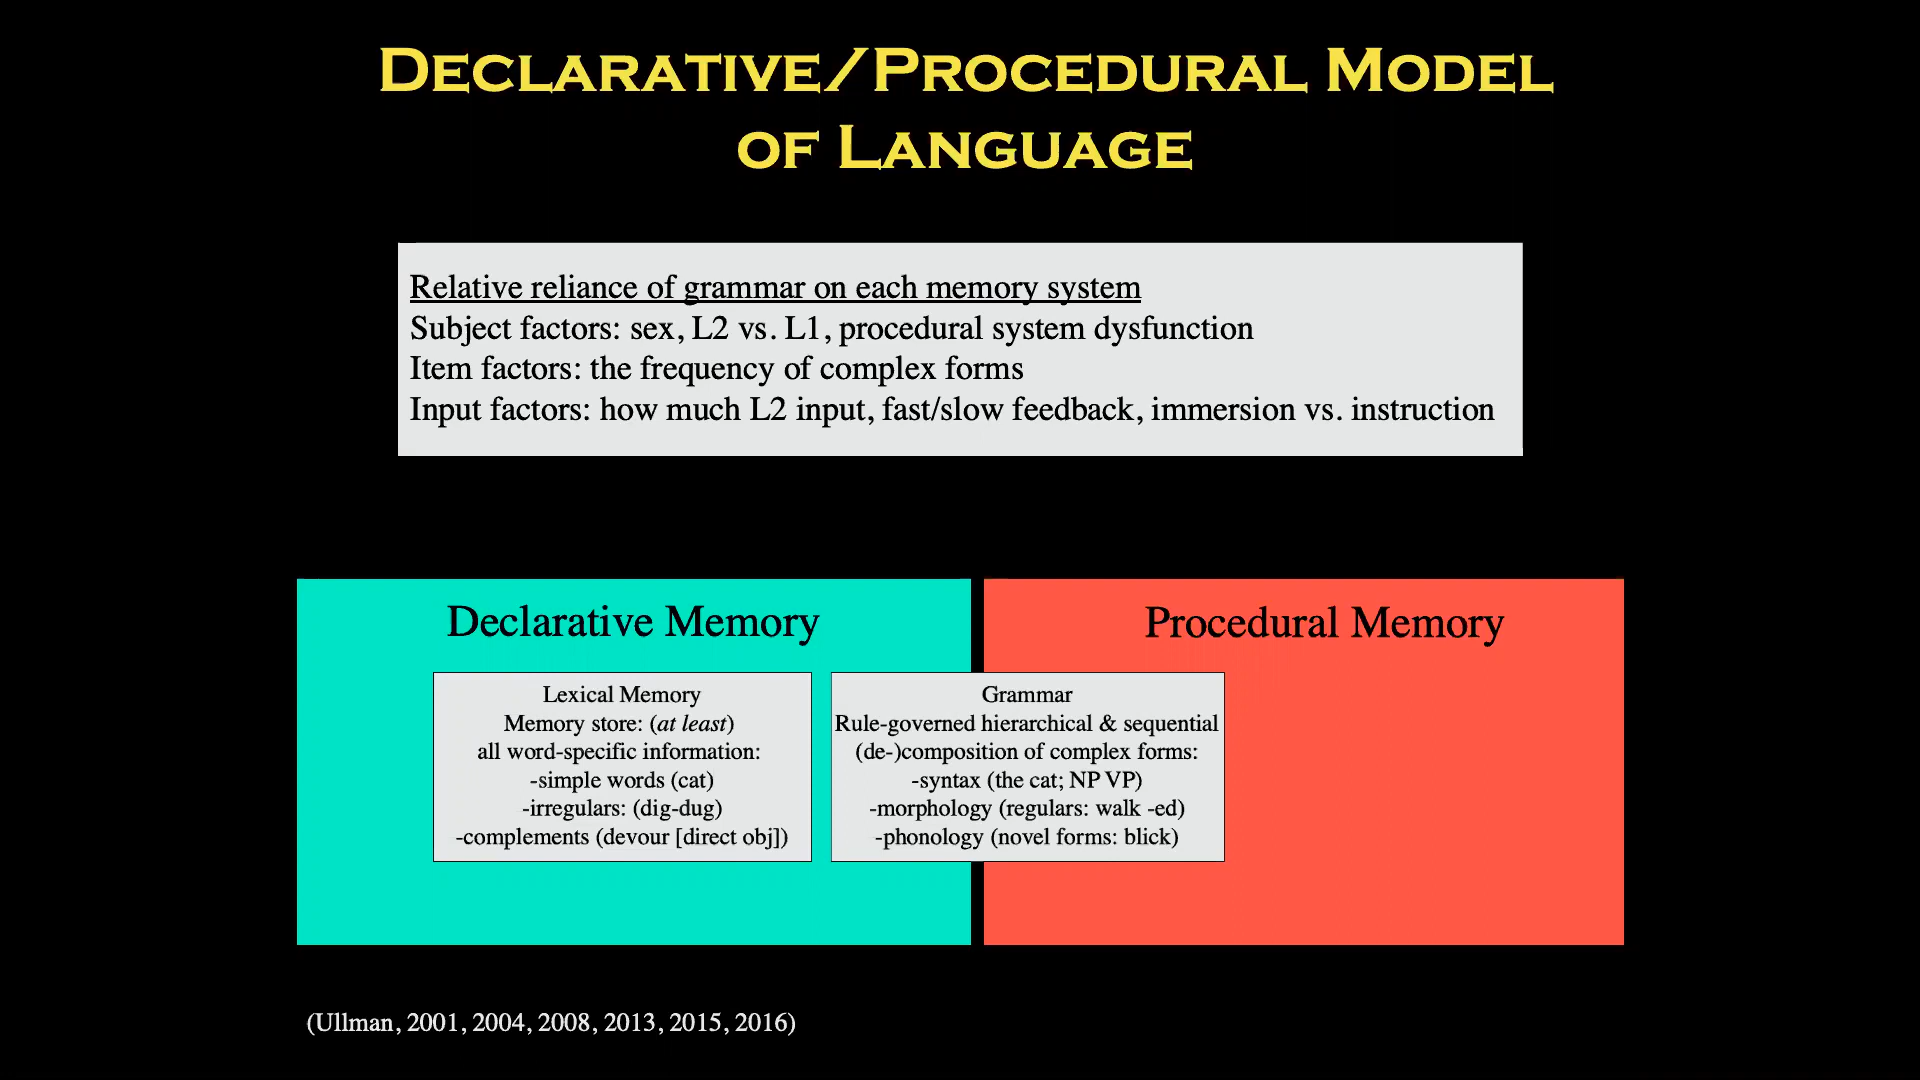 Declarative/Procedural Model
of Language
Relative reliance of grammar on each memory system
Subject factors: sex, L2 vs. L1, procedural system dysfunction
Item factors: the frequency of complex forms
Input factors: how much L2 input, fast/slow feedback, immersion vs. instruction
Declarative Memory
Lexical Memory
Memory store: (at least)
all word-specific information:
-simple words (cat)
-irregulars: (dig-dug)
-complements (devour [direct obj])
Procedural Memory
Grammar
Rule-governed hierarchical & sequential
(de-)composition of complex forms:
-syntax (the cat; NP VP)
-morphology (regulars: walk -ed)
-phonology (novel forms: blick)
(Ullman, 2001, 2004, 2008, 2013, 2015, 2016)